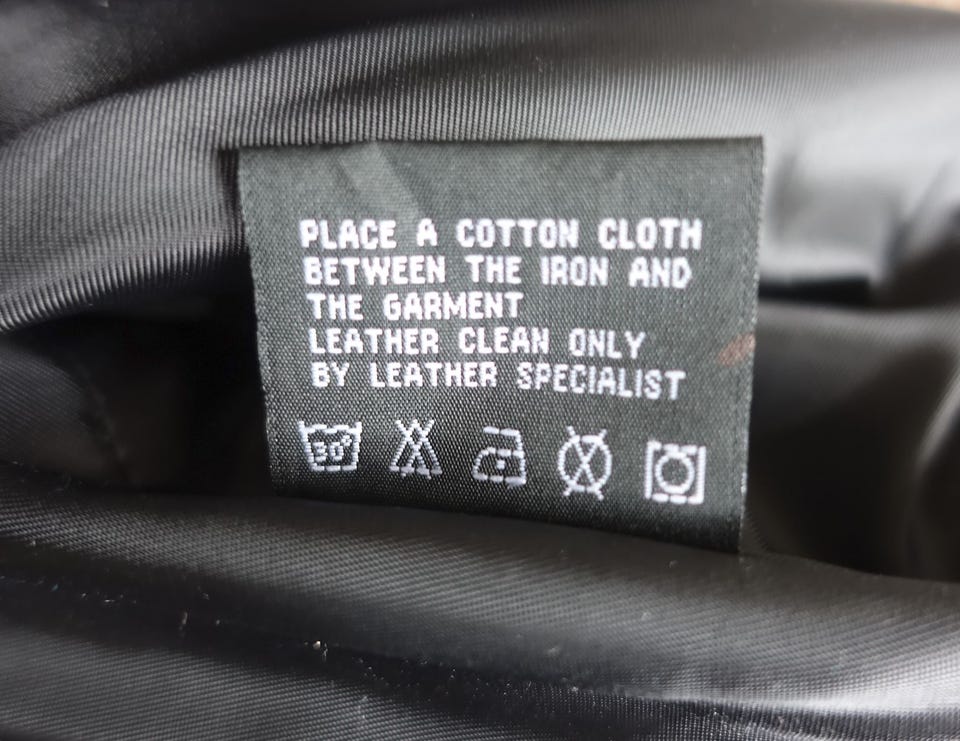 PLACE A COTTON CLOTH
BETWEEN THE IRON AND
THE GARMENT
LEATHER CLEAN ONLY
BY LEATHER SPECIALIST
30°